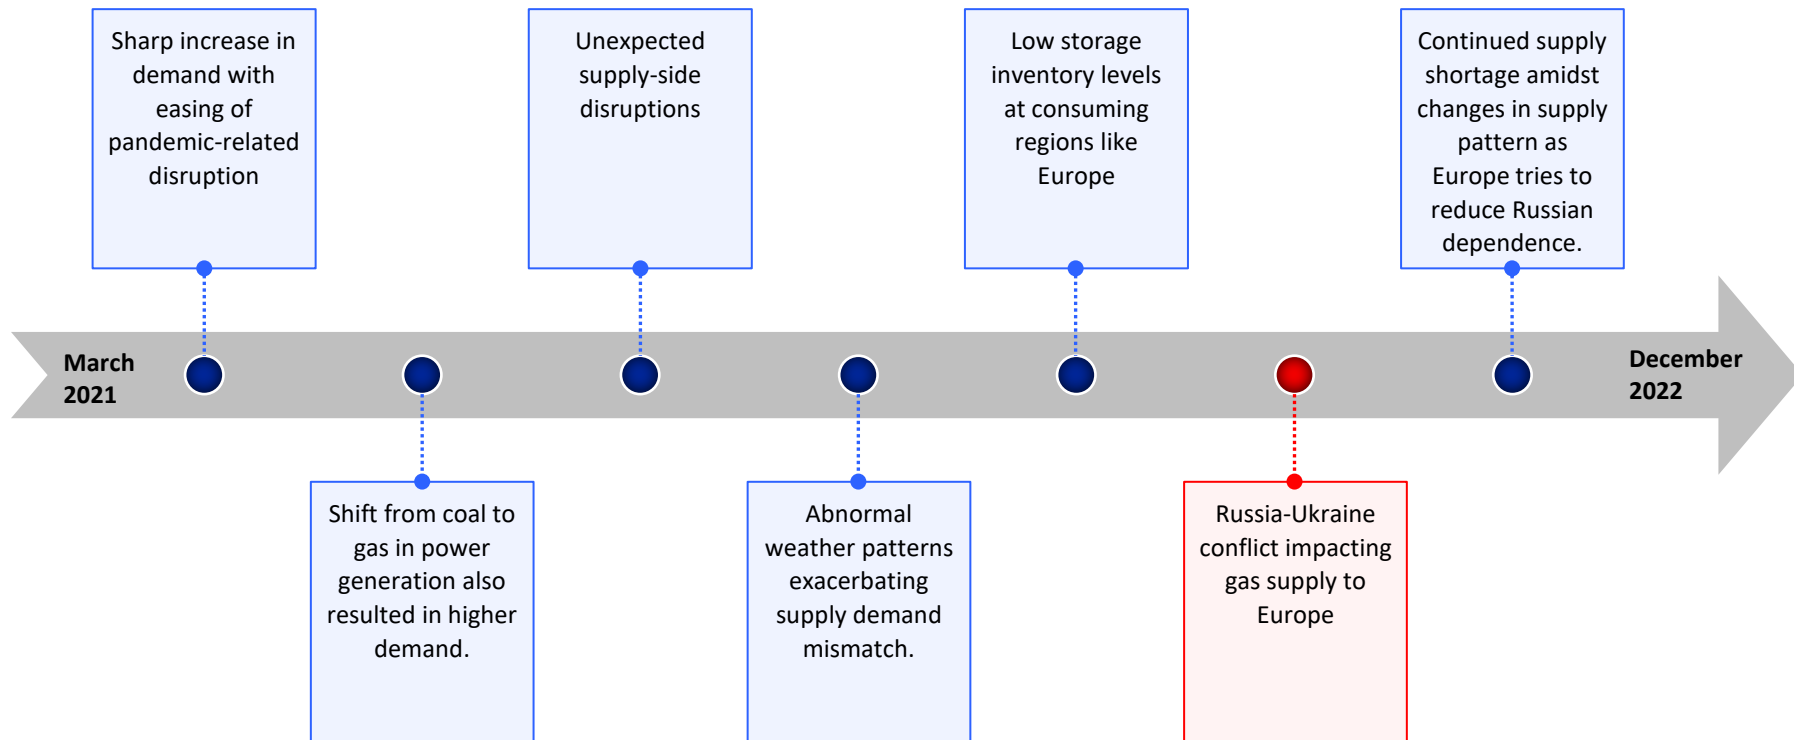 Sharp increase in
demand with
easing of
pandemic-related
disruption
Unexpected
supply-side
disruptions
Low storage
inventory levels
at consuming
regions like
Europe
Continued supply
shortage amidst
changes in supply
pattern as
Europe tries to
reduce Russian
dependence.
March
2021
December
2022
Shift from coal to
gas in power
generation also
resulted in higher
demand.
Abnormal
weather patterns
exacerbating
supply demand
mismatch.
Russia-Ukraine
conflict impacting
gas supply to
Europe